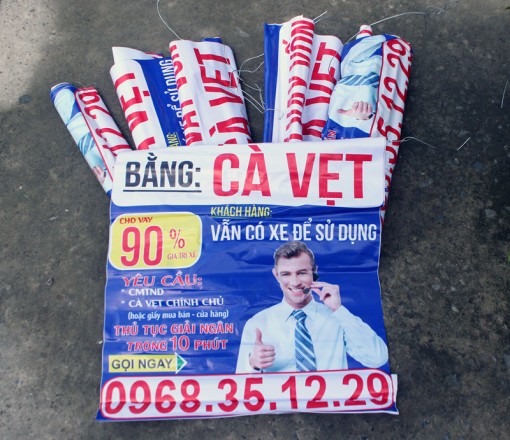 BẰNG: CÀ VẸT
CHO VAY
90%
GIÁ TRỊ XE
KHÁCH HÀNG:
VẪN CÓ XE ĐỂ SỬ DỤNG
YÊU CẦU:
* CMTND
* CÀ VẸT CHÍNH CHỦ
(hoặc giấy mua bán - cửa hàng)
THỦ TỤC GIẢI NGÂN
TRONG 10 PHÚT
GỌI NGAY
0968.35.12.29